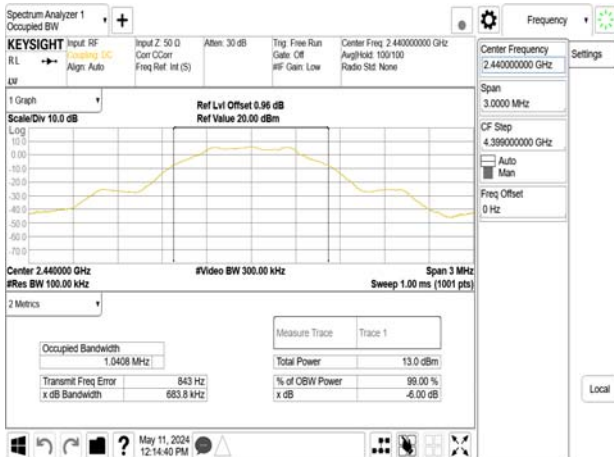 Spectrum Analyzer 1
Occupied BW
Frequency
KEYSIGHT
RL
Input: RF
Coupling: DC
Align: Auto
Input Z: 50 Ω
Corr CCorr
Freq Ref: Int (S)
Atten: 30 dB
Trig: Free Run
Gate: Off
#IF Gain: Low
Center Freq: 2.440000000 GHz
Avg|Hold: 100/100
Radio Std: None
Center Frequency
2.440000000 GHz
Settings
Span
3.0000 MHz
CF Step
4.399000000 GHz
Auto
Man
Freq Offset
0 Hz
Local
1 Graph
Scale/Div 10.0 dB
Ref Lvl Offset 0.96 dB
Ref Value 20.00 dBm
Log
10.0
0.00
-10.0
-20.0
-30.0
-40.0
-50.0
-60.0
-70.0
Center 2.440000 GHz
#Video BW 300.00 kHz
Span 3 MHz
#Res BW 100.00 kHz
Sweep 1.00 ms (1001 pts)
2 Metrics
Measure Trace
Trace 1
Occupied Bandwidth
1.0408 MHz
Total Power
13.0 dBm
Transmit Freq Error
843 Hz
% of OBW Power
99.00 %
x dB Bandwidth
683.8 kHz
x dB
-6.00 dB
?
May 11, 2024
12:14:40 PM